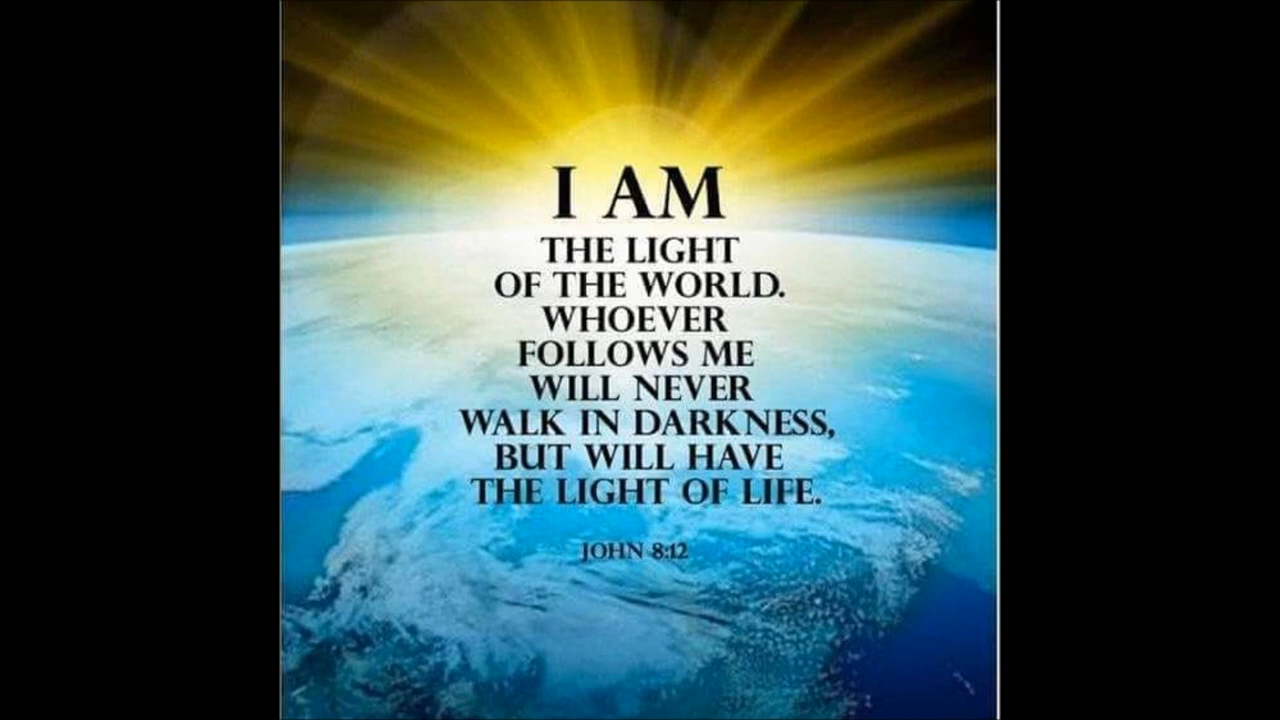 I AM
THE LIGHT
OF THE WORLD.
WHOEVER
FOLLOWS ME
WILL NEVER
WALK IN DARKNESS,
BUT WILL HAVE
THE LIGHT OF LIFE.
JOHN 8:12